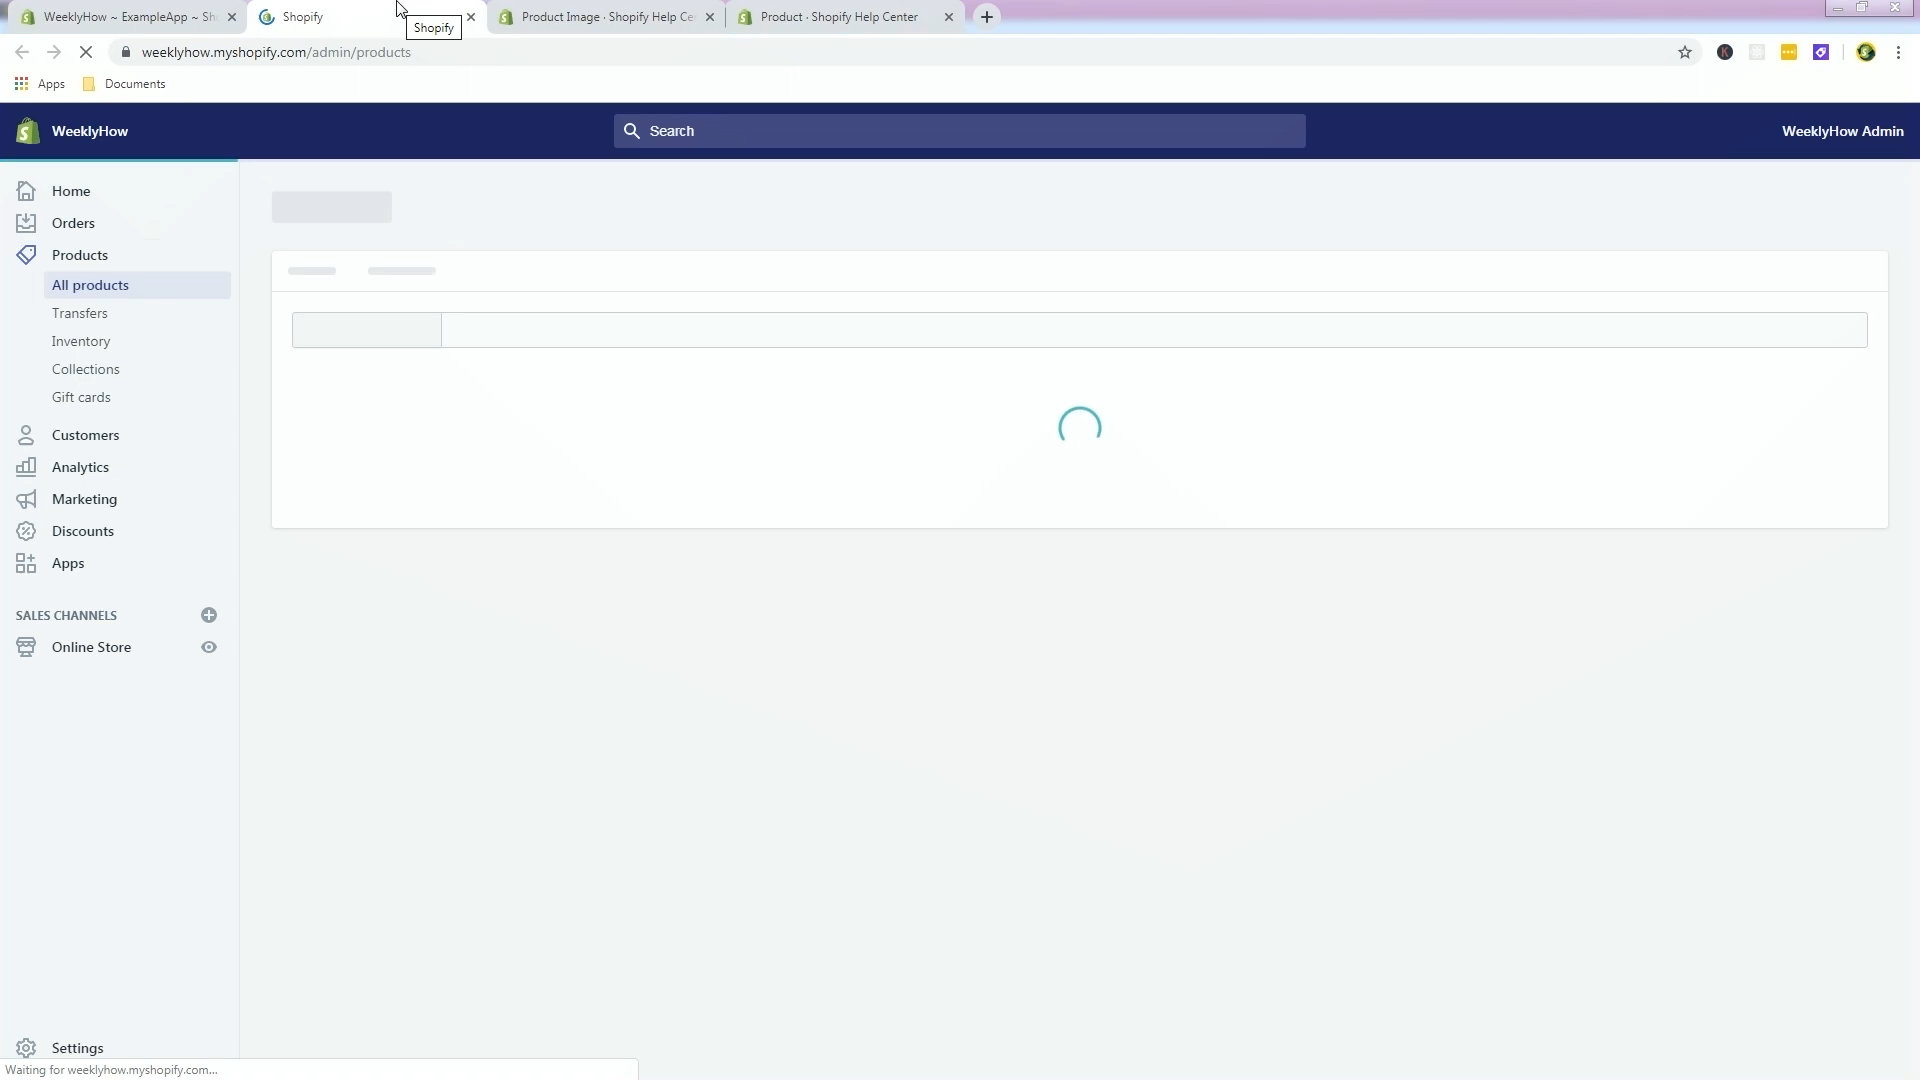 WeeklyHow ~ ExampleApp ~ Sh
Shopify
Product Image · Shopify Help Ce
Product · Shopify Help Center
Shopify
weeklyhow.myshopify.com/admin/products
Apps
Documents
WeeklyHow
Search
WeeklyHow Admin
Home
Orders
Products
All products
Transfers
Inventory
Collections
Gift cards
Customers
Analytics
Marketing
Discounts
Apps
SALES CHANNELS
Online Store
Settings
Waiting for weeklyhow.myshopify.com...